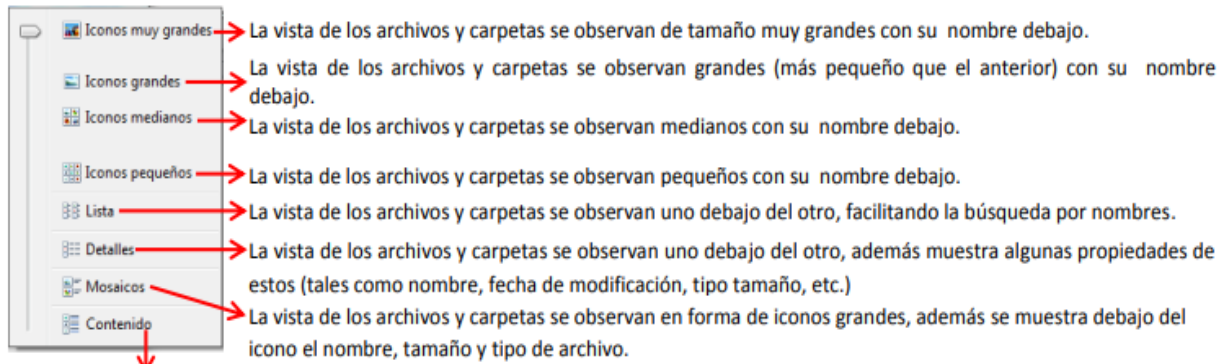 Iconos muy grandes La vista de los archivos y carpetas se observan de tamaño muy grandes con su nombre debajo.
Iconos grandes La vista de los archivos y carpetas se observan grandes (más pequeño que el anterior) con su nombre
debajo.
Iconos medianos La vista de los archivos y carpetas se observan medianos con su nombre debajo.
Iconos pequeños La vista de los archivos y carpetas se observan pequeños con su nombre debajo.
Lista La vista de los archivos y carpetas se observan uno debajo del otro, facilitando la búsqueda por nombres.
Detalles La vista de los archivos y carpetas se observan uno debajo del otro, además muestra algunas propiedades de
estos (tales como nombre, fecha de modificación, tipo tamaño, etc.)
Mosaicos La vista de los archivos y carpetas se observan en forma de iconos grandes, además se muestra debajo del
icono el nombre, tamaño y tipo de archivo.
Contenido